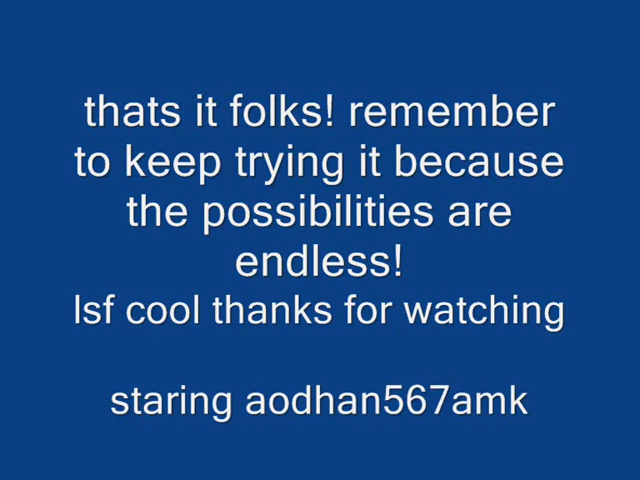 thats it folks! remember
to keep trying it because
the possibilities are
endless!
lsf cool thanks for watching
staring aodhan567amk